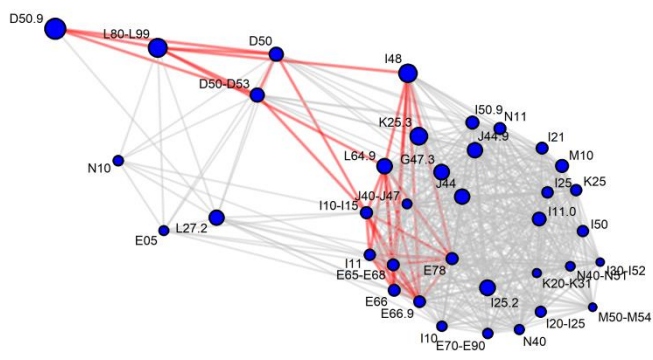 D50.9
L80-L99
D50
I48
D50-D53
I50.9
N11
K25.3
J44.9
I21
L64.9
G47.3
M10
N10
J44
I25
K25
J40-J47
I10-I15
I11.0
L27.2
E05
I50
I11
E65-E68
E78
I30-I52
N40-N51
K20-K31
E66
I25.2
E66.9
M50-M54
I20-I25
I10
E70-E90
N40